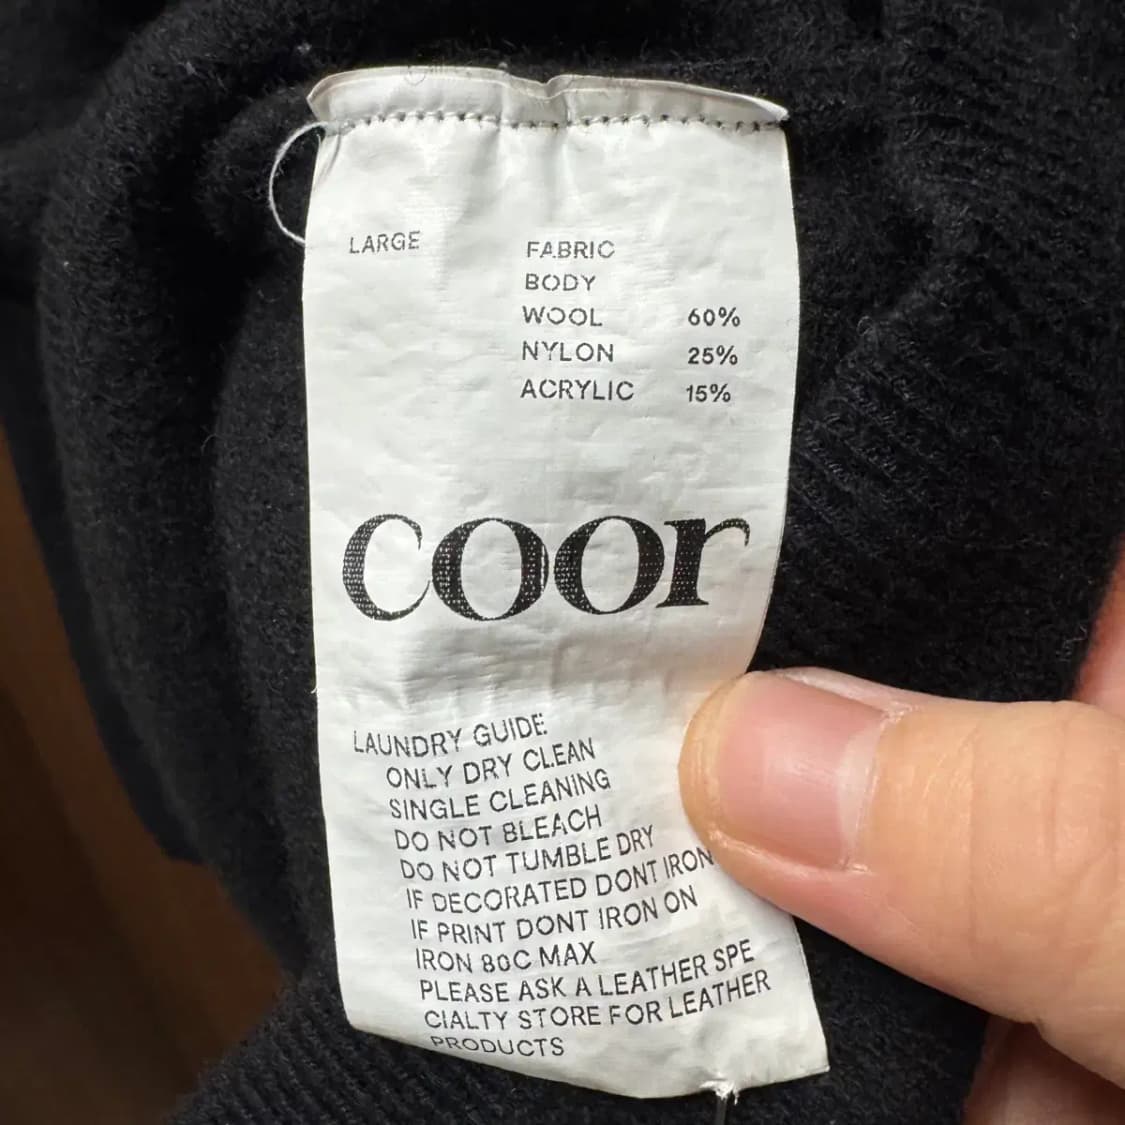 LARGE
FABRIC
BODY
WOOL 60%
NYLON 25%
ACRYLIC 15%
coor
LAUNDRY GUIDE
ONLY DRY CLEAN
SINGLE CLEANING
DO NOT BLEACH
DO NOT TUMBLE DRY
IF DECORATED DONT IRON
IF PRINT DONT IRON ON
IRON 80C MAX
PLEASE ASK A LEATHER SPE
CIALTY STORE FOR LEATHER
PRODUCTS